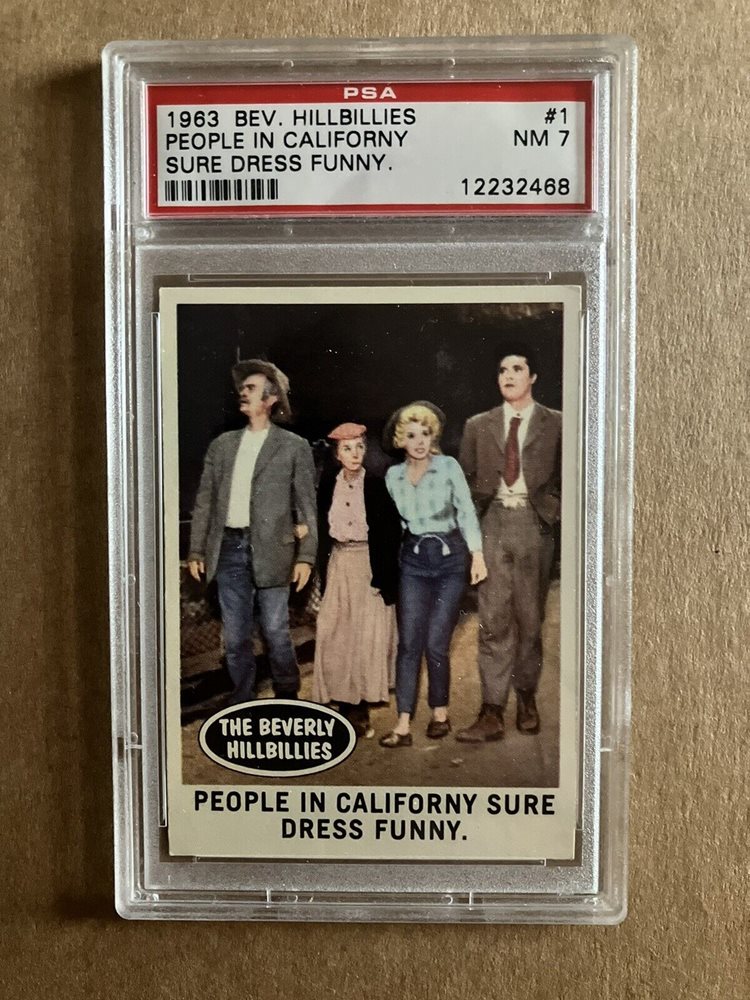 PSA
1963 BEV. HILLBILLIES #1
PEOPLE IN CALIFORNY NM 7
SURE DRESS FUNNY.
12232468
THE BEVERLY
HILLBILLIES
PEOPLE IN CALIFORNY SURE
DRESS FUNNY.